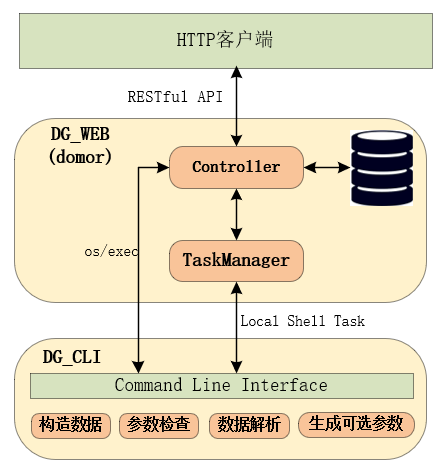 HTTP客户端
RESTful API
DG_WEB
(domor)
Controller
os/exec
TaskManager
Local Shell Task
DG_CLI
Command Line Interface
构造数据 参数检查 数据解析 生成可选参数